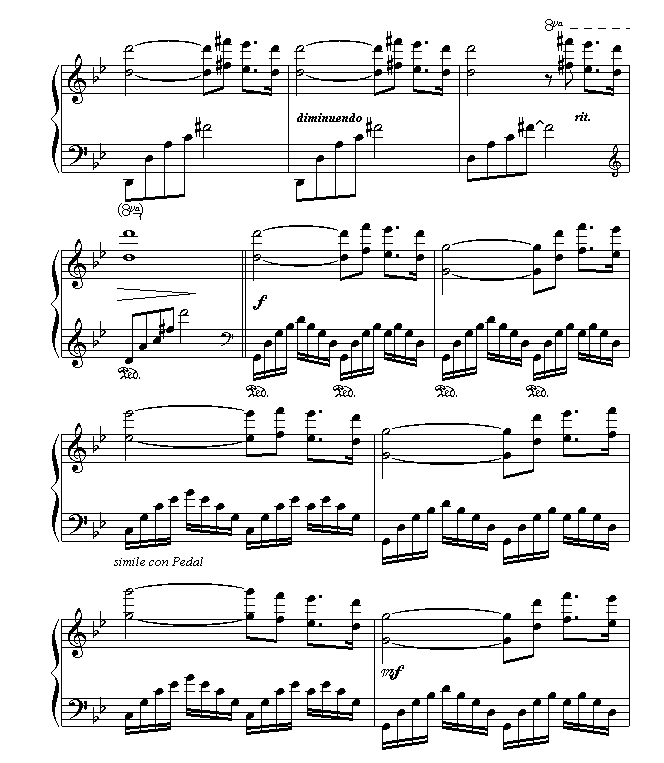 8va
diminuendo
rit.
(8va)
f
Ped. Ped. Ped. Ped. Ped.
simile con Pedal
mf